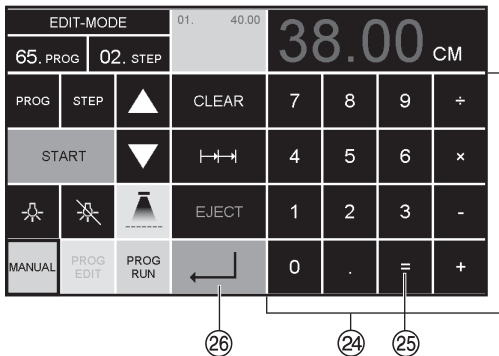 EDIT-MODE
65. PROG 02. STEP
01. 40.00
38.00 CM
PROG STEP CLEAR 7 8 9 ÷
START 4 5 6 ×
EJECT 1 2 3 -
MANUAL PROG EDIT PROG RUN 0 . = +
26 24 25